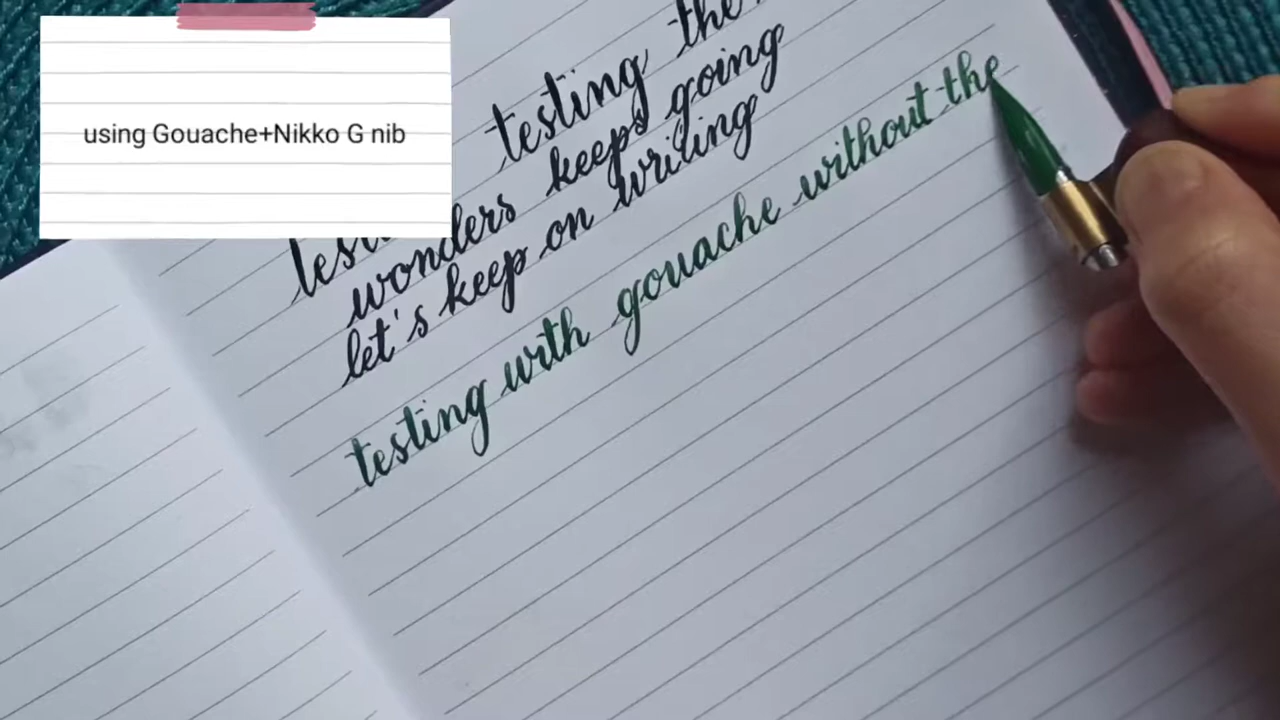 using Gouache+Nikko G nib
testing the
wonders keeps going
let's keep on writing
testing with gouache without the